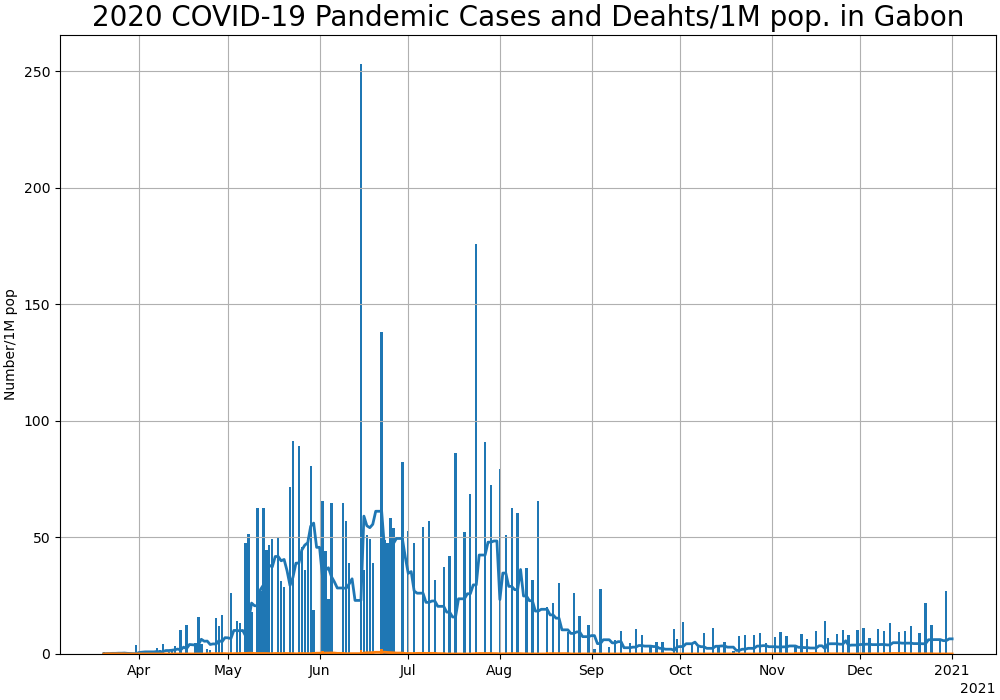 2020 COVID-19 Pandemic Cases and Deahts/1M pop. in Gabon
Number/1M pop
250
200
150
100
50
0
Apr May Jun Jul Aug Sep Oct Nov Dec 2021
2021